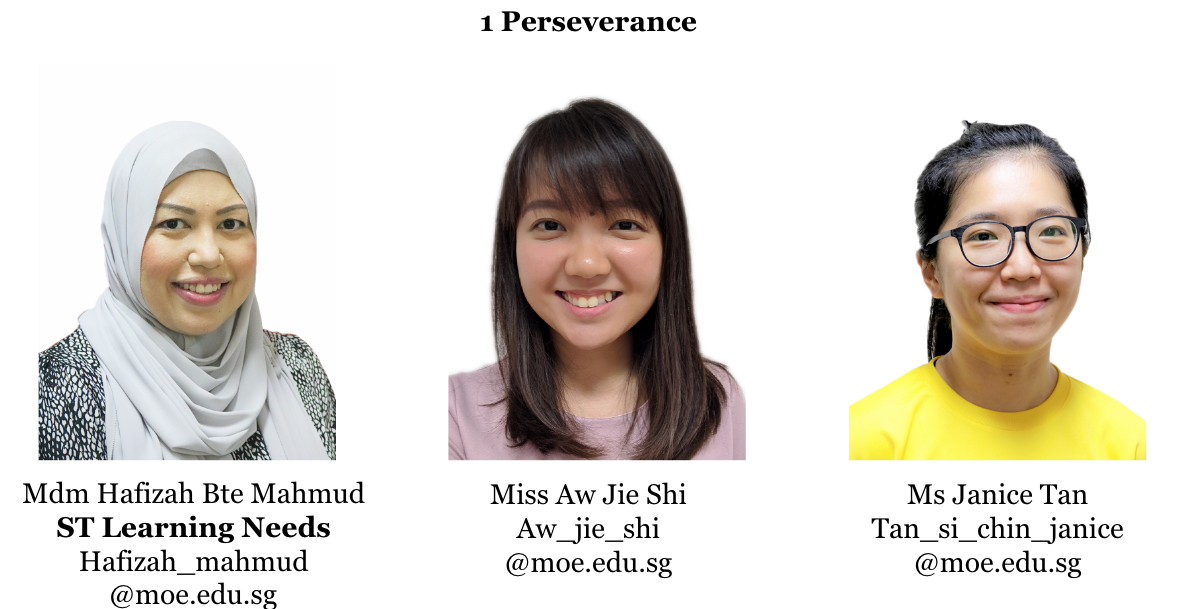 1 Perseverance
Mdm Hafizah Bte Mahmud
ST Learning Needs
Hafizah_mahmud
@moe.edu.sg
Miss Aw Jie Shi
Aw_jie_shi
@moe.edu.sg
Ms Janice Tan
Tan_si_chin_janice
@moe.edu.sg